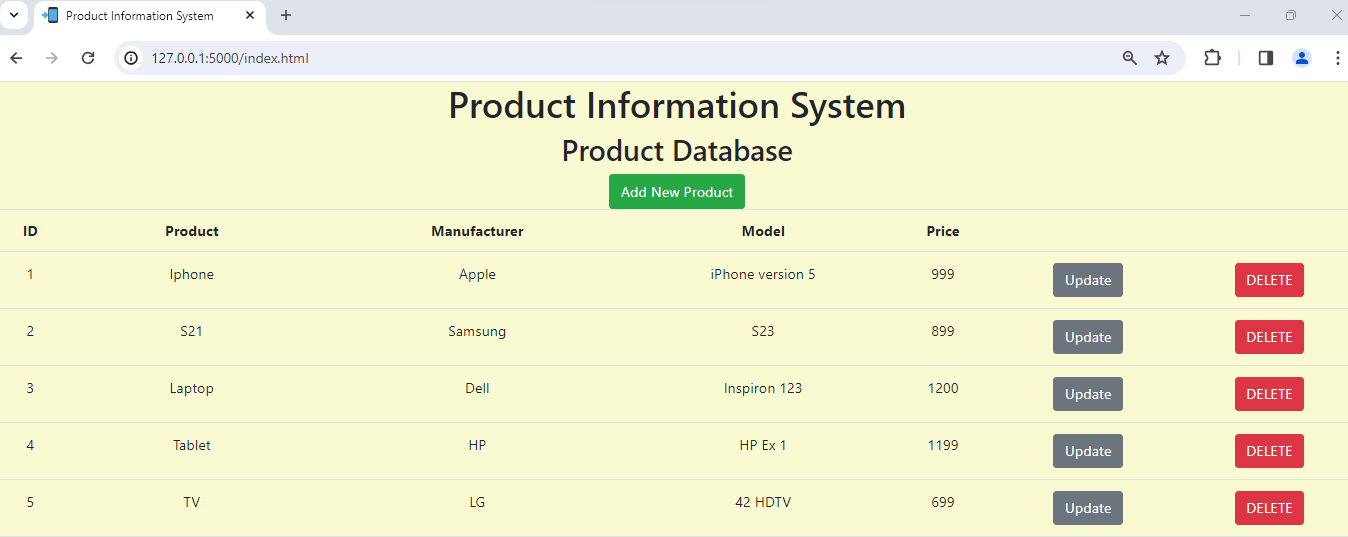 Product Information System
127.0.0.1:5000/index.html
Product Information System
Product Database
Add New Product
ID Product Manufacturer Model Price
1 Iphone Apple iPhone version 5 999 Update DELETE
2 S21 Samsung S23 899 Update DELETE
3 Laptop Dell Inspiron 123 1200 Update DELETE
4 Tablet HP HP Ex 1 1199 Update DELETE
5 TV LG 42 HDTV 699 Update DELETE